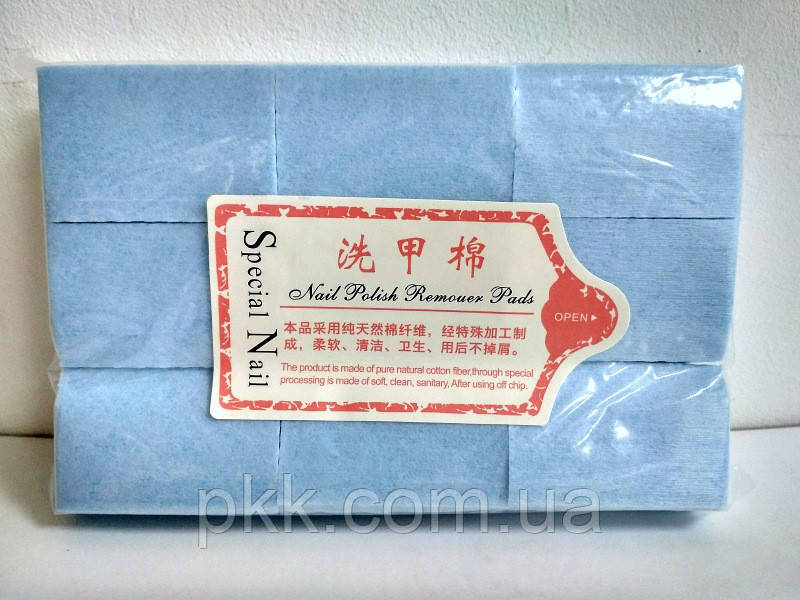 Special Nail
洗甲棉
Nail Polish Remouer Pads
本品采用纯天然棉纤维，经特殊加工制
成，柔软、清洁、卫生、用后不掉屑。
The product is made of pure natural cotton fiber,through special
processing is made of soft, clean, sanitary, After using off chip.
OPEN
pkk.com.ua